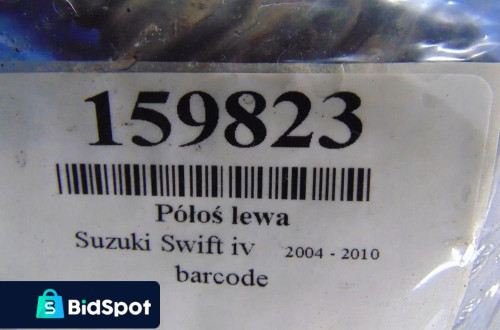 159823
Półoś lewa
Suzuki Swift iv 2004 - 2010
barcode
S BidSpot